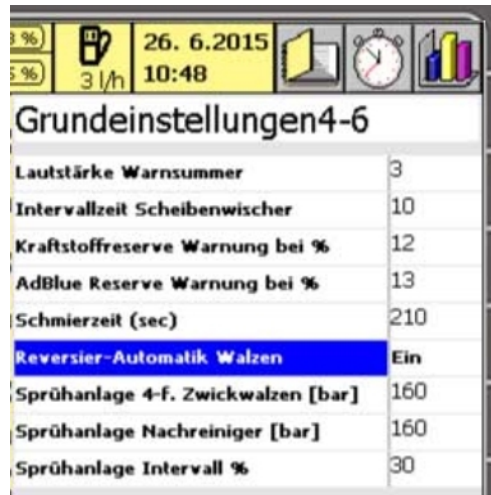 %)
%)
3 l/h
26. 6.2015
10:48
Grundeinstellungen4-6
Lautstärke Warnsummer 3
Intervallzeit Scheibenwischer 10
Kraftstoffreserve Warnung bei % 12
AdBlue Reserve Warnung bei % 13
Schmierzeit (sec) 210
Reversier-Automatik Walzen Ein
Sprühanlage 4-f. Zwickwalzen [bar] 160
Sprühanlage Nachreiniger [bar] 160
Sprühanlage Intervall % 30